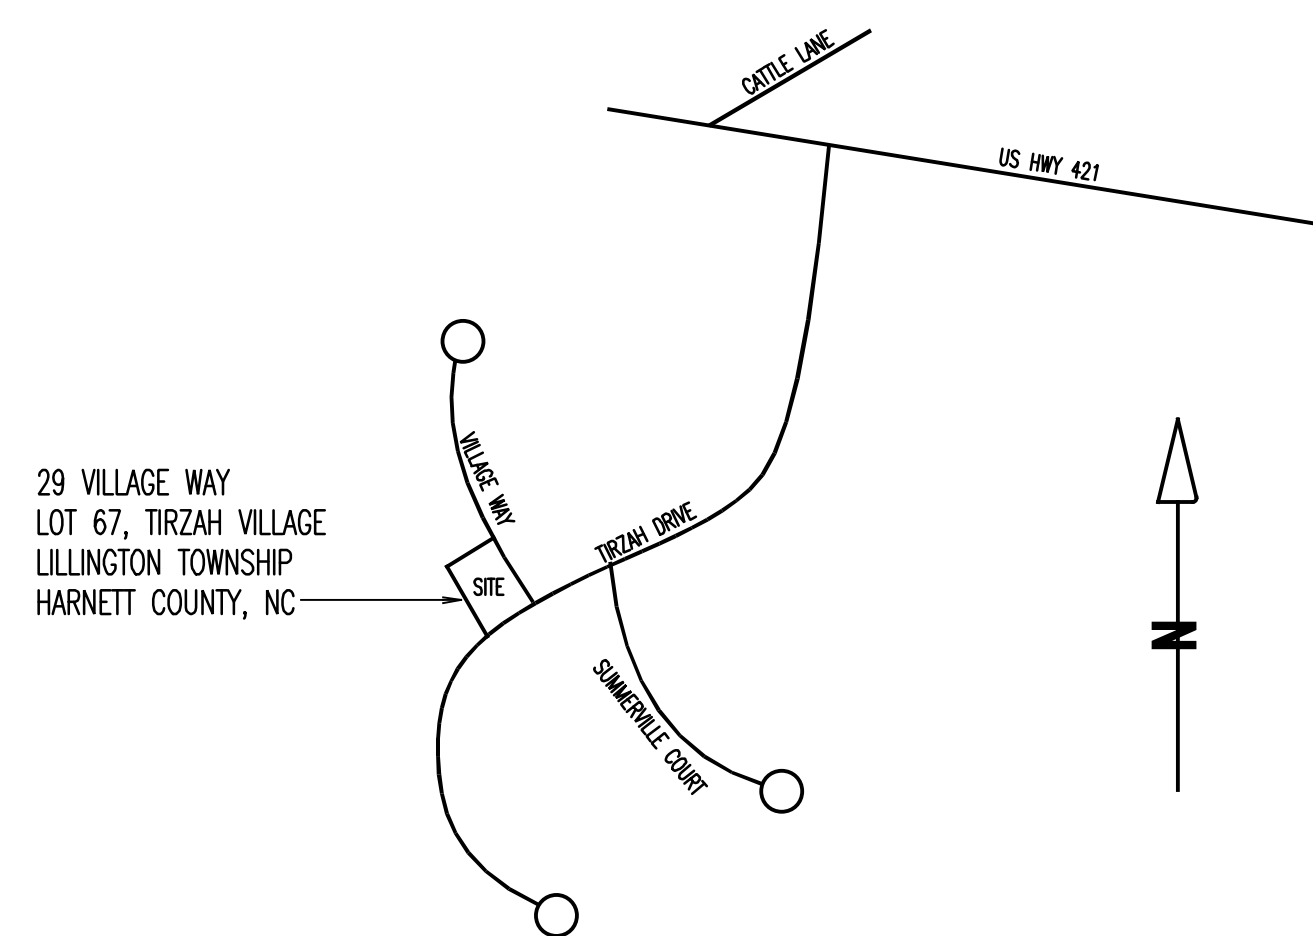 CATTLE LANE
US HWY 421
VILLAGE WAY
29 VILLAGE WAY
LOT 67, TIRZAH VILLAGE
LILLINGTON TOWNSHIP
HARNETT COUNTY, NC
TIRZAH DRIVE
SITE
N
SUMMERVILLE COURT